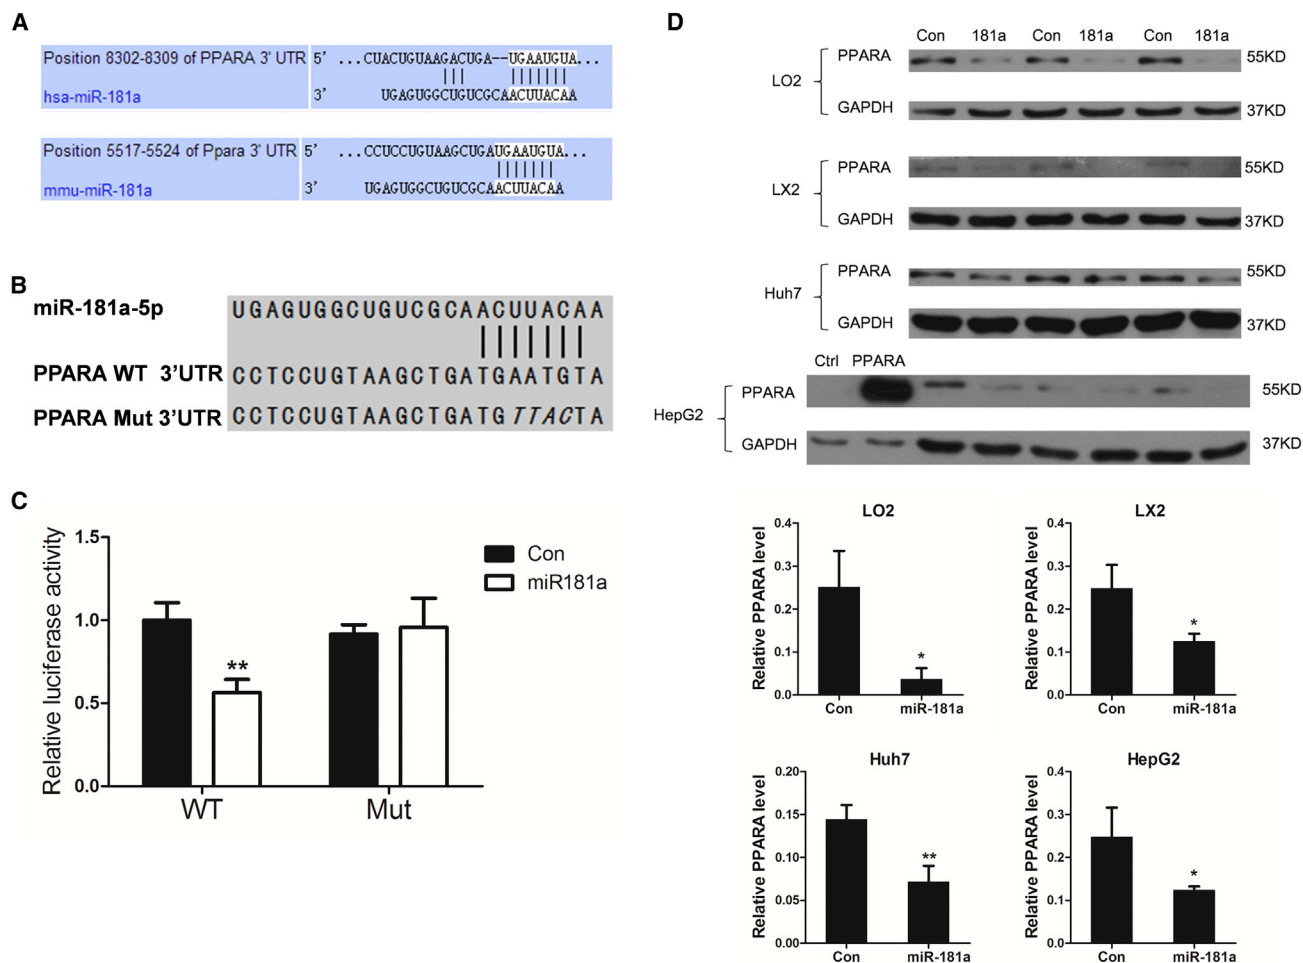 A
Position 8302-8309 of PPARA 3' UTR 5' ...CUACUGUAAGACUGA--UGAAUGUA...
hsa-miR-181a 3' UGAGUGGCUGUCGCAACUUACAA
Position 5517-5524 of Ppara 3' UTR 5' ...CCUCCUGUAAGCUGAUGAAUGUA...
mmu-miR-181a 3' UGAGUGGCUGUCGCAACUUACAA
B
miR-181a-5p UGAGUGGCUGUCGCAACUUACAA
PPARA WT 3'UTR CCTCCUGTAAGCTGATGAATGTA
PPARA Mut 3'UTR CCTCCUGTAAGCTGATGTTACTA
C
Relative luciferase activity
1.5
1.0
0.5
0.0
WT Mut
Con
miR181a
**
D
Con 181a Con 181a Con 181a
LO2
PPARA 55KD
GAPDH 37KD
LX2
PPARA 55KD
GAPDH 37KD
Huh7
PPARA 55KD
GAPDH 37KD
Ctrl PPARA
HepG2
PPARA 55KD
GAPDH 37KD
LO2
Relative PPARA level
0.4
0.3
0.2
0.1
0.0
*
Con miR-181a
LX2
Relative PPARA level
0.4
0.3
0.2
0.1
0.0
*
Con miR-181a
Huh7
Relative PPARA level
0.20
0.15
0.10
0.05
0.00
**
Con miR-181a
HepG2
Relative PPARA level
0.4
0.3
0.2
0.1
0.0
*
Con miR-181a